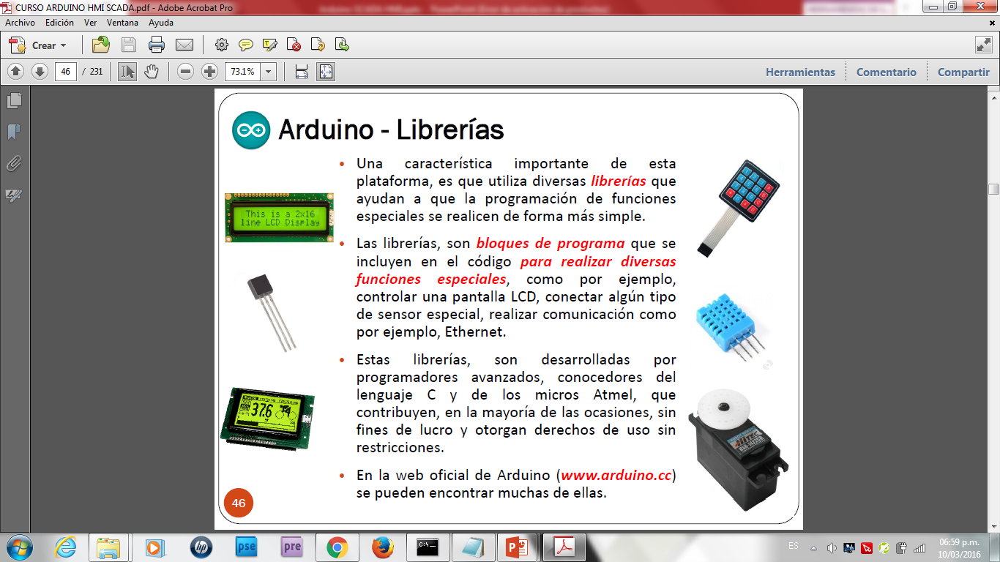 CURSO ARDUINO HMI SCADA.pdf - Adobe Acrobat Pro
Archivo Edición Ver Ventana Ayuda
Crear
46 / 231 73.1% Herramientas Comentario Compartir
Arduino - Librerías
• Una característica importante de esta
plataforma, es que utiliza diversas librerías que
ayudan a que la programación de funciones
especiales se realicen de forma más simple.
This is a 2x16
line LCD Display
• Las librerías, son bloques de programa que se
incluyen en el código para realizar diversas
funciones especiales, como por ejemplo,
controlar una pantalla LCD, conectar algún tipo
de sensor especial, realizar comunicación como
por ejemplo, Ethernet.
• Estas librerías, son desarrolladas por
programadores avanzados, conocedores del
lenguaje C y de los micros Atmel, que
contribuyen, en la mayoría de las ocasiones, sin
fines de lucro y otorgan derechos de uso sin
restricciones.
37.6
HITEC
• En la web oficial de Arduino (www.arduino.cc)
se pueden encontrar muchas de ellas.
46
hp
pse
pre
C:\
ES
06:59 p.m.
10/03/2016